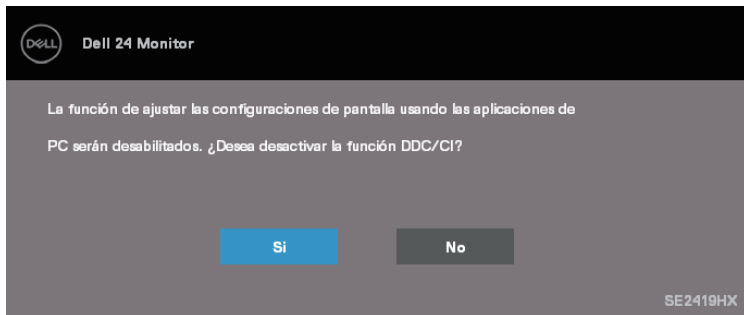 DELL
Dell 24 Monitor
La función de ajustar las configuraciones de pantalla usando las aplicaciones de
PC serán desabilitados. ¿Desea desactivar la función DDC/CI?
Si
No
SE2419HX